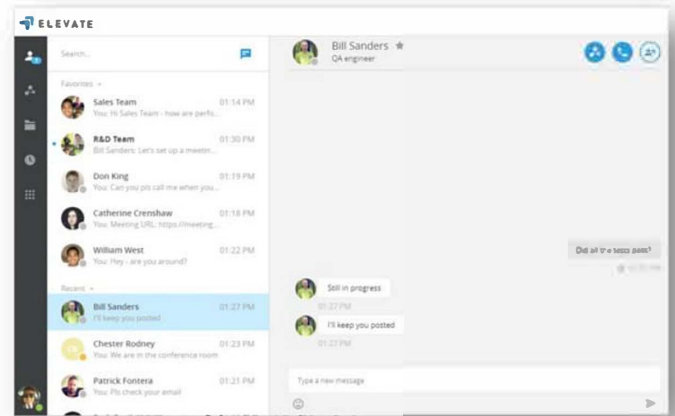 ELEVATE
Search...
Favorites
Sales Team 01:14 PM
You: Hi Sales Team - how are perfo...
R&D Team 01:30 PM
Bill Sanders: Let's set up a meetin...
Don King 01:19 PM
You: Can you pls call me when you...
Catherine Crenshaw 01:18 PM
You: Meeting URL: https://meeting...
William West 01:22 PM
You: Hey - are you around?
Recent
Bill Sanders 01:27 PM
I'll keep you posted
Chester Rodney 01:23 PM
You: We are in the conference room
Patrick Fontera 01:21 PM
You: Pls check your email
Bill Sanders
QA engineer
Did all the tests pass?
Still in progress
01:27 PM
I'll keep you posted
01:27 PM
Type a new message